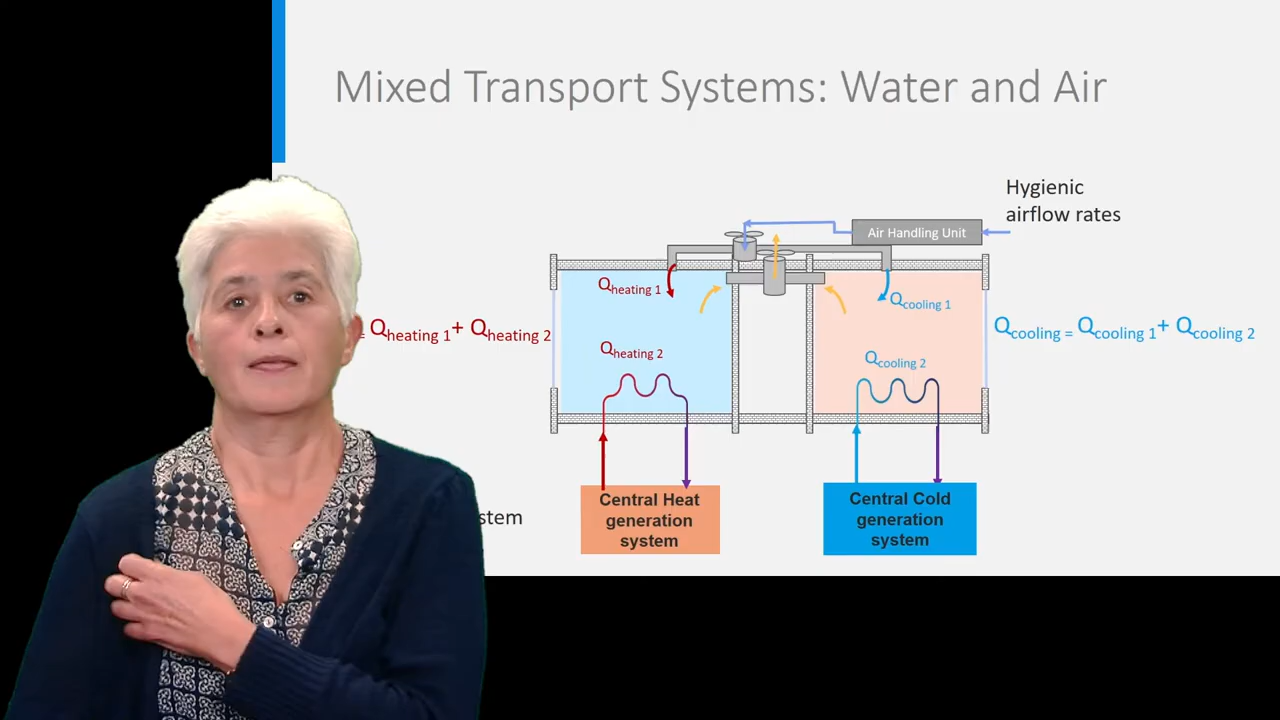 Mixed Transport Systems: Water and Air
Hygienic
airflow rates
Air Handling Unit
Qheating 1
Qcooling 1
= Qheating 1+ Qheating 2
Qcooling = Qcooling 1+ Qcooling 2
Qheating 2
Qcooling 2
Central Heat
generation
system
Central Cold
generation
system